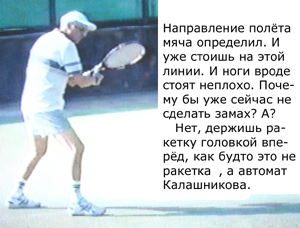 Направление полёта
мяча определил. И
уже стоишь на этой
линии. И ноги вроде
стоят неплохо. Поче-
му бы уже сейчас не
сделать замах? А?
Нет, держишь ра-
кетку головкой впе-
рёд, как будто это не
ракетка , а автомат
Калашникова.